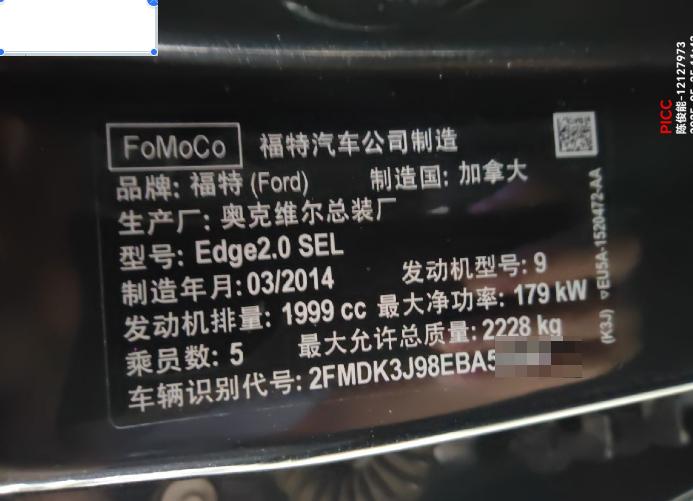 FoMoCo 福特汽车公司制造
品牌: 福特 (Ford) 制造国: 加拿大
生产厂: 奥克维尔总装厂
型号: Edge2.0 SEL
制造年月: 03/2014 发动机型号: 9
发动机排量: 1999 cc 最大净功率: 179 kW
乘员数: 5 最大允许总质量: 2228 kg
车辆识别代号: 2FMDK3J98EBA5
(K3J) ▿EU5A-1520472-AA
PICC
陈俊能-12127973